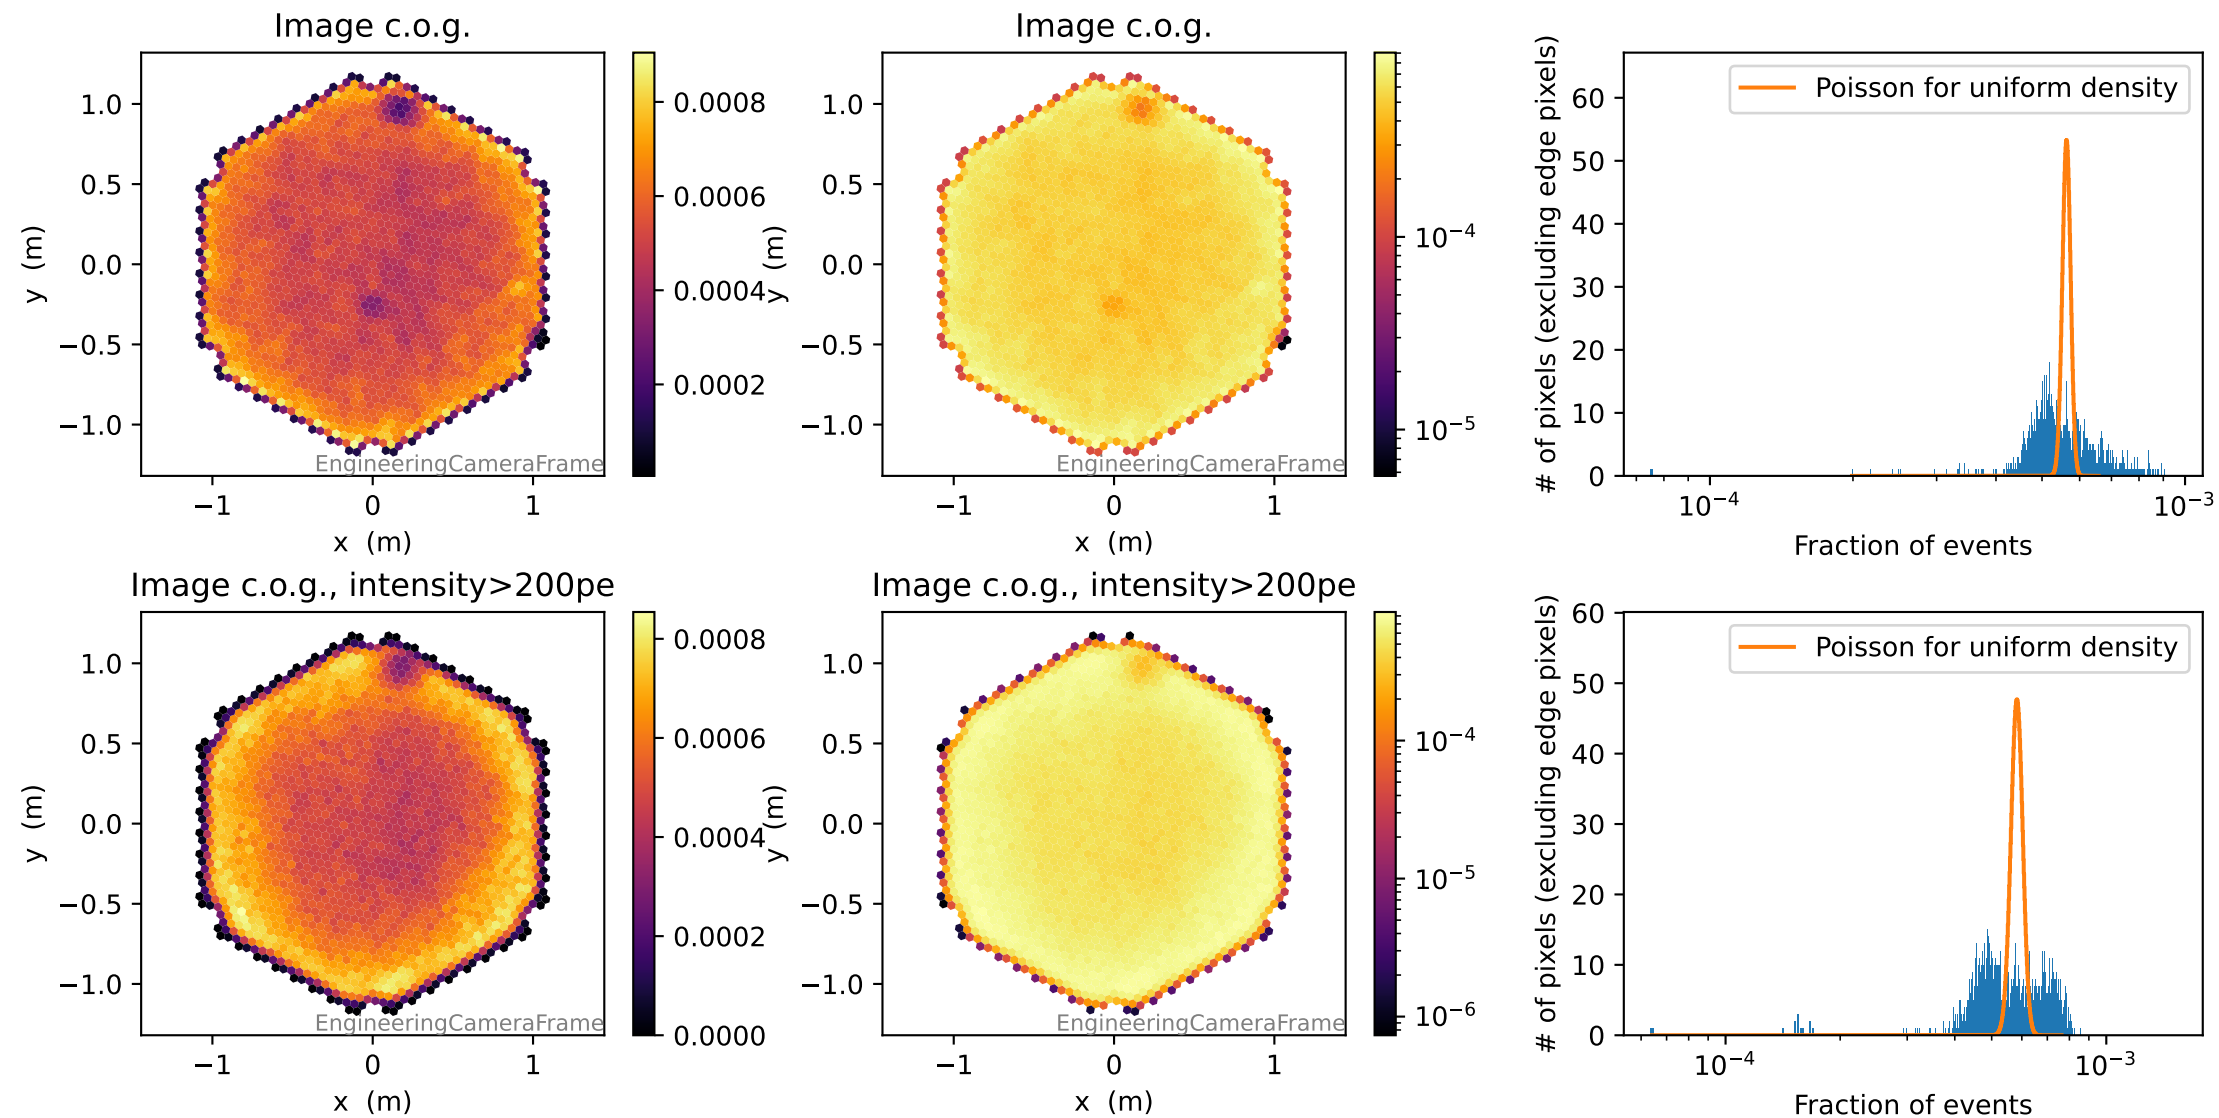 Image c.o.g.
y (m)
1.0
0.5
0.0
−0.5
−1.0
EngineeringCameraFrame
−1 0 1
x (m)
0.0008
0.0006
0.0004
0.0002
Image c.o.g.
y (m)
1.0
0.5
0.0
−0.5
−1.0
EngineeringCameraFrame
−1 0 1
x (m)
10⁻⁴
10⁻⁵
# of pixels (excluding edge pixels)
60
50
40
30
20
10
0
Poisson for uniform density
10⁻⁴ 10⁻³
Fraction of events
Image c.o.g., intensity>200pe
y (m)
1.0
0.5
0.0
−0.5
−1.0
EngineeringCameraFrame
−1 0 1
x (m)
0.0008
0.0006
0.0004
0.0002
0.0000
Image c.o.g., intensity>200pe
y (m)
1.0
0.5
0.0
−0.5
−1.0
EngineeringCameraFrame
−1 0 1
x (m)
10⁻⁴
10⁻⁵
10⁻⁶
# of pixels (excluding edge pixels)
60
50
40
30
20
10
0
Poisson for uniform density
10⁻⁴ 10⁻³
Fraction of events